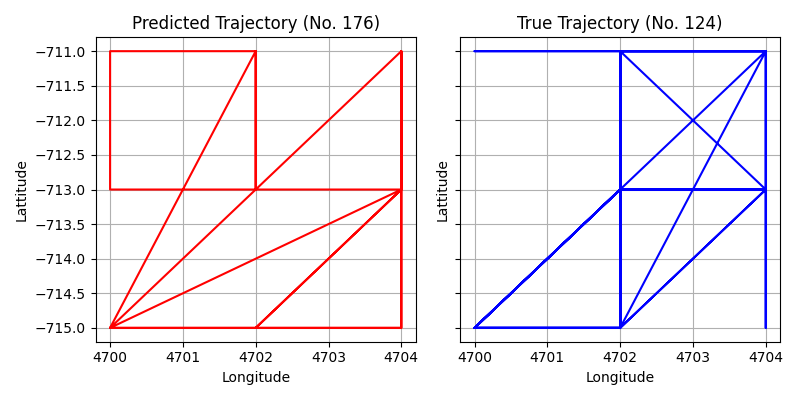 Predicted Trajectory (No. 176)
True Trajectory (No. 124)
−711.0
−711.5
−712.0
−712.5
−713.0
−713.5
−714.0
−714.5
−715.0
Lattitude
Lattitude
4700 4701 4702 4703 4704
4700 4701 4702 4703 4704
Longitude
Longitude